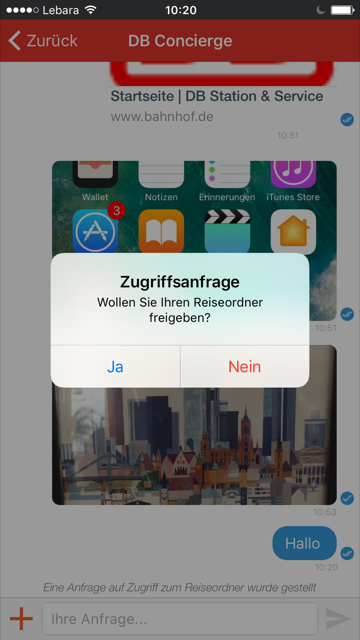 Lebara
10:20
Zurück
DB Concierge
Startseite | DB Station & Service
www.bahnhof.de
10:51
Wallet
Notizen
Erinnerungen
iTunes Store
3
Zugriffsanfrage
Wollen Sie Ihren Reiseordner
freigeben?
Ja
Nein
10:51
10:53
Hallo
10:20
Eine Anfrage auf Zugriff zum Reiseordner wurde gestellt
Ihre Anfrage...